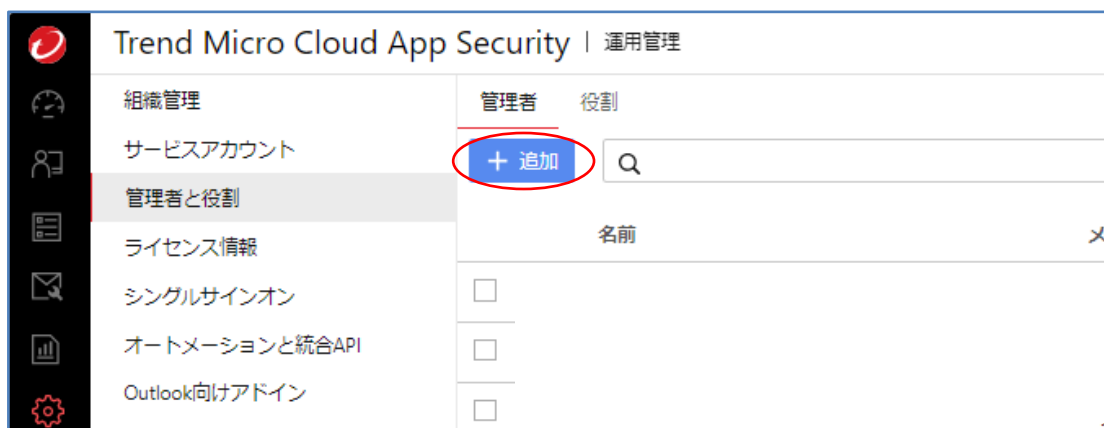 Trend Micro Cloud App Security | 運用管理
組織管理
サービスアカウント
管理者と役割
ライセンス情報
シングルサインオン
オートメーションと統合API
Outlook向けアドイン
管理者 役割
+ 追加
名前 メ